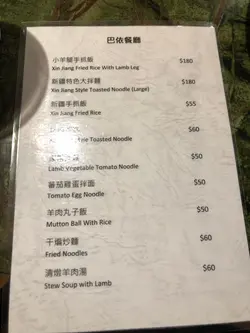 巴依餐廳
小羊腿手抓飯 $180
Xin Jiang Fried Rice With Lamb Leg
新疆特色大拌麵 $180
Xin Jiang Style Toasted Noodle (Large)
新疆手抓飯 $55
Xin Jiang Fried Rice
$60
Toasted Noodle
$50
Lamb Vegetable Tomato Noodle
蕃茄雞蛋拌面 $50
Tomato Egg Noodle
羊肉丸子飯 $50
Mutton Ball With Rice
干煸炒麵 $60
Fried Noodles
清燉羊肉湯 $60
Stew Soup with Lamb